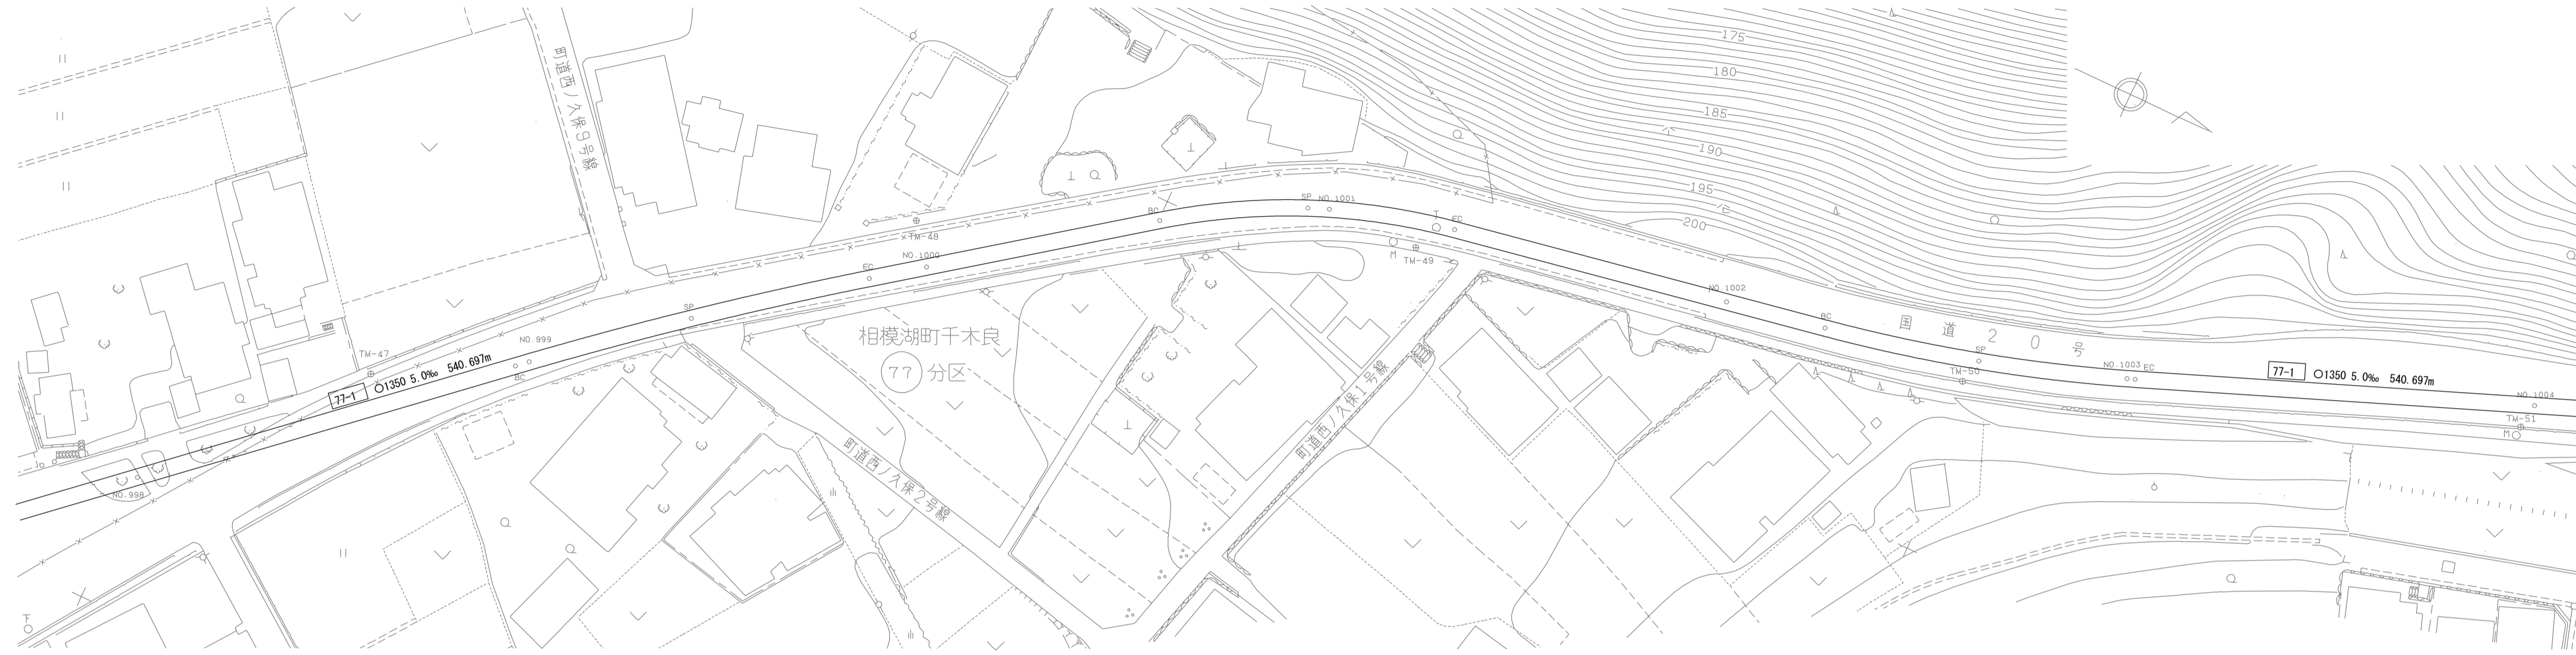 175
180
185
190
195
200
町道西ノ久保9号線
BC
SP NO.1001
T
EC
TM-48
NO.1000
EC
M
TM-49
SP
NO.1002
BC
国道20号
相模湖町千木良
77 分区
NO.999
TM-47
BC
77-1 ○1350 5.0‰ 540.697m
SP
NO.1003 EC
77-1 ○1350 5.0‰ 540.697m
TM-50
NO.1004
TM-51
M
町道西ノ久保1号線
町道西ノ久保2号線
NO.998
下